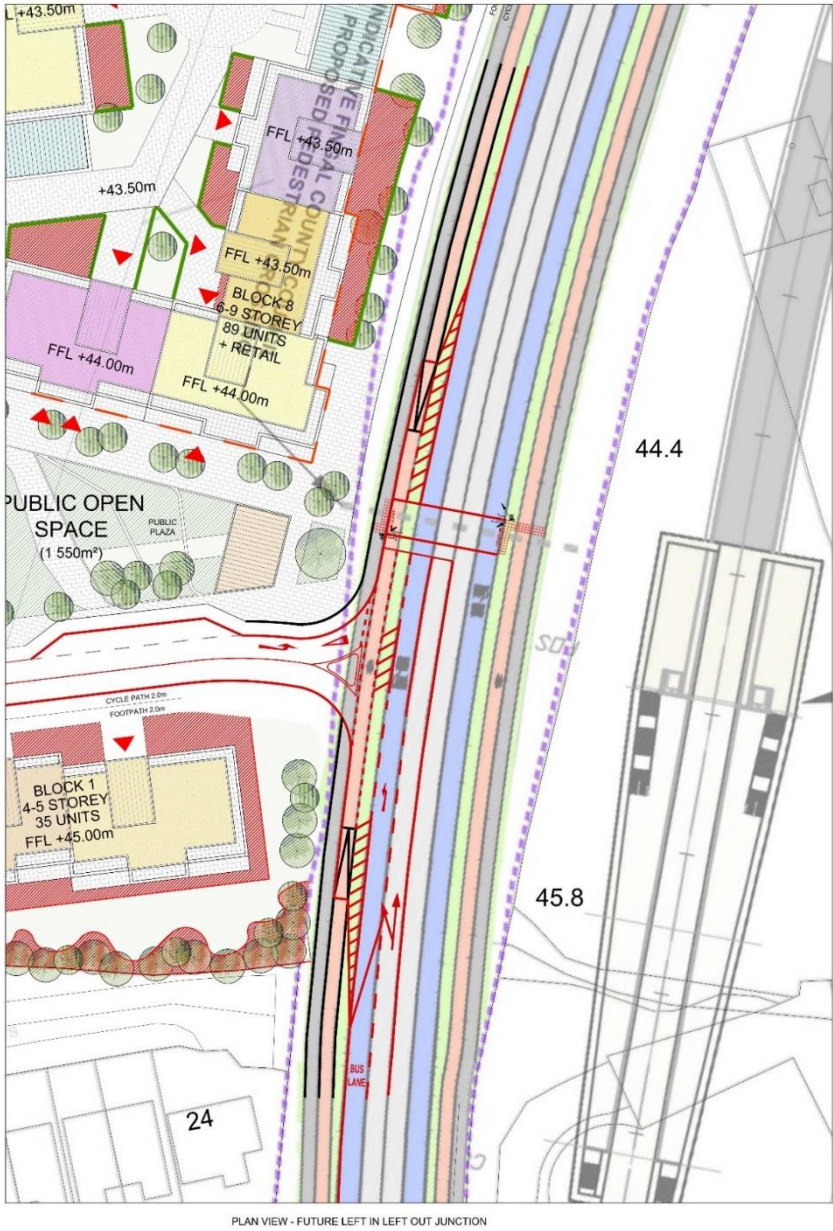 +43.50m
FOO
CYC
INDICATIVE FINGAL COUNTY COUNCIL
PROPOSED PEDESTRIAN CROSSING
FFL +43.50m
+43.50m
FFL +43.50m
BLOCK 8
6-9 STOREY
89 UNITS
+ RETAIL
FFL +44.00m
FFL +44.00m
44.4
PUBLIC OPEN
SPACE
(1 550m²)
PUBLIC
PLAZA
CYCLE PATH 2.0m
FOOTPATH 2.0m
BLOCK 1
4-5 STOREY
35 UNITS
FFL +45.00m
45.8
BUS
LANE
24
PLAN VIEW - FUTURE LEFT IN LEFT OUT JUNCTION